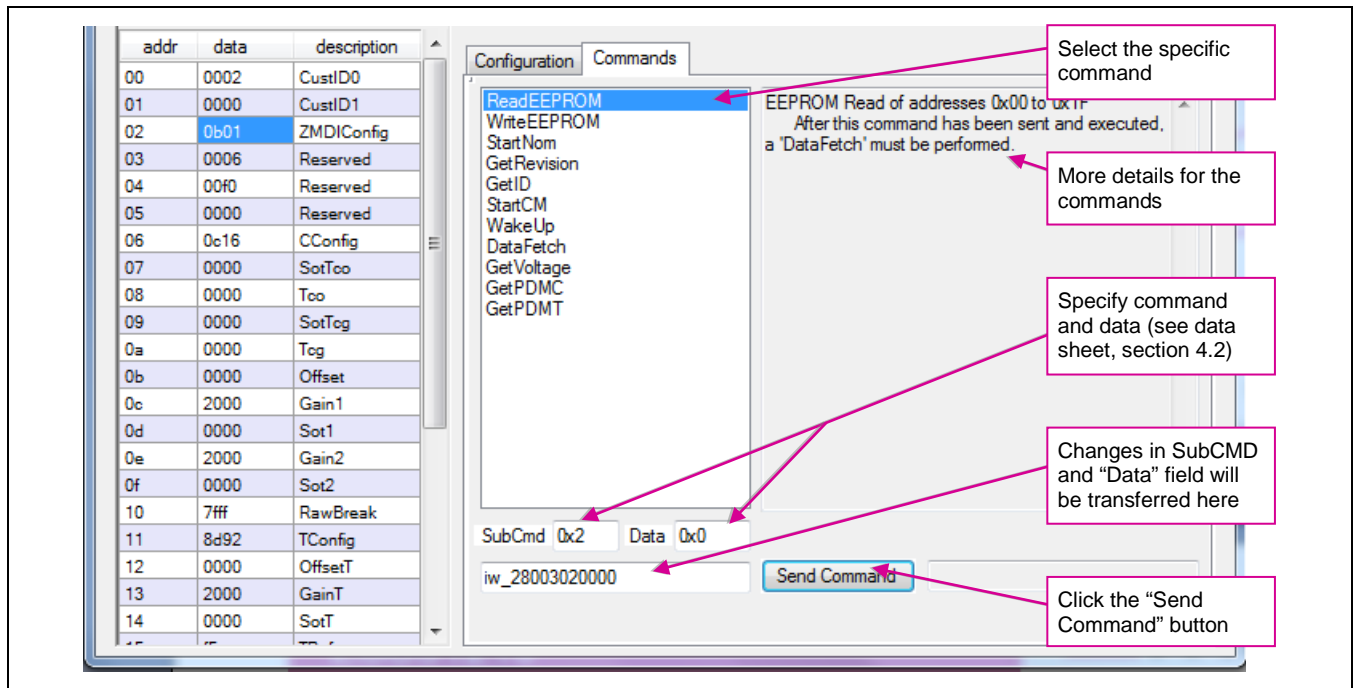 addr data description
00 0002 CustID0
01 0000 CustID1
02 0b01 ZMDIConfig
03 0006 Reserved
04 00f0 Reserved
05 0000 Reserved
06 0c16 CConfig
07 0000 SotTco
08 0000 Tco
09 0000 SotTcg
0a 0000 Tcg
0b 0000 Offset
0c 2000 Gain1
0d 0000 Sot1
0e 2000 Gain2
0f 0000 Sot2
10 7fff RawBreak
11 8d92 TConfig
12 0000 OffsetT
13 2000 GainT
14 0000 SotT
Configuration Commands
ReadEEPROM
WriteEEPROM
StartNom
GetRevision
GetID
StartCM
WakeUp
DataFetch
GetVoltage
GetPDMC
GetPDMT
EEPROM Read of addresses 0x00 to 0x1F
After this command has been sent and executed,
a 'DataFetch' must be performed.
SubCmd 0x2 Data 0x0
iw_28003020000 Send Command
Select the specific
command
More details for the
commands
Specify command
and data (see data
sheet, section 4.2)
Changes in SubCMD
and “Data” field will
be transferred here
Click the “Send
Command” button